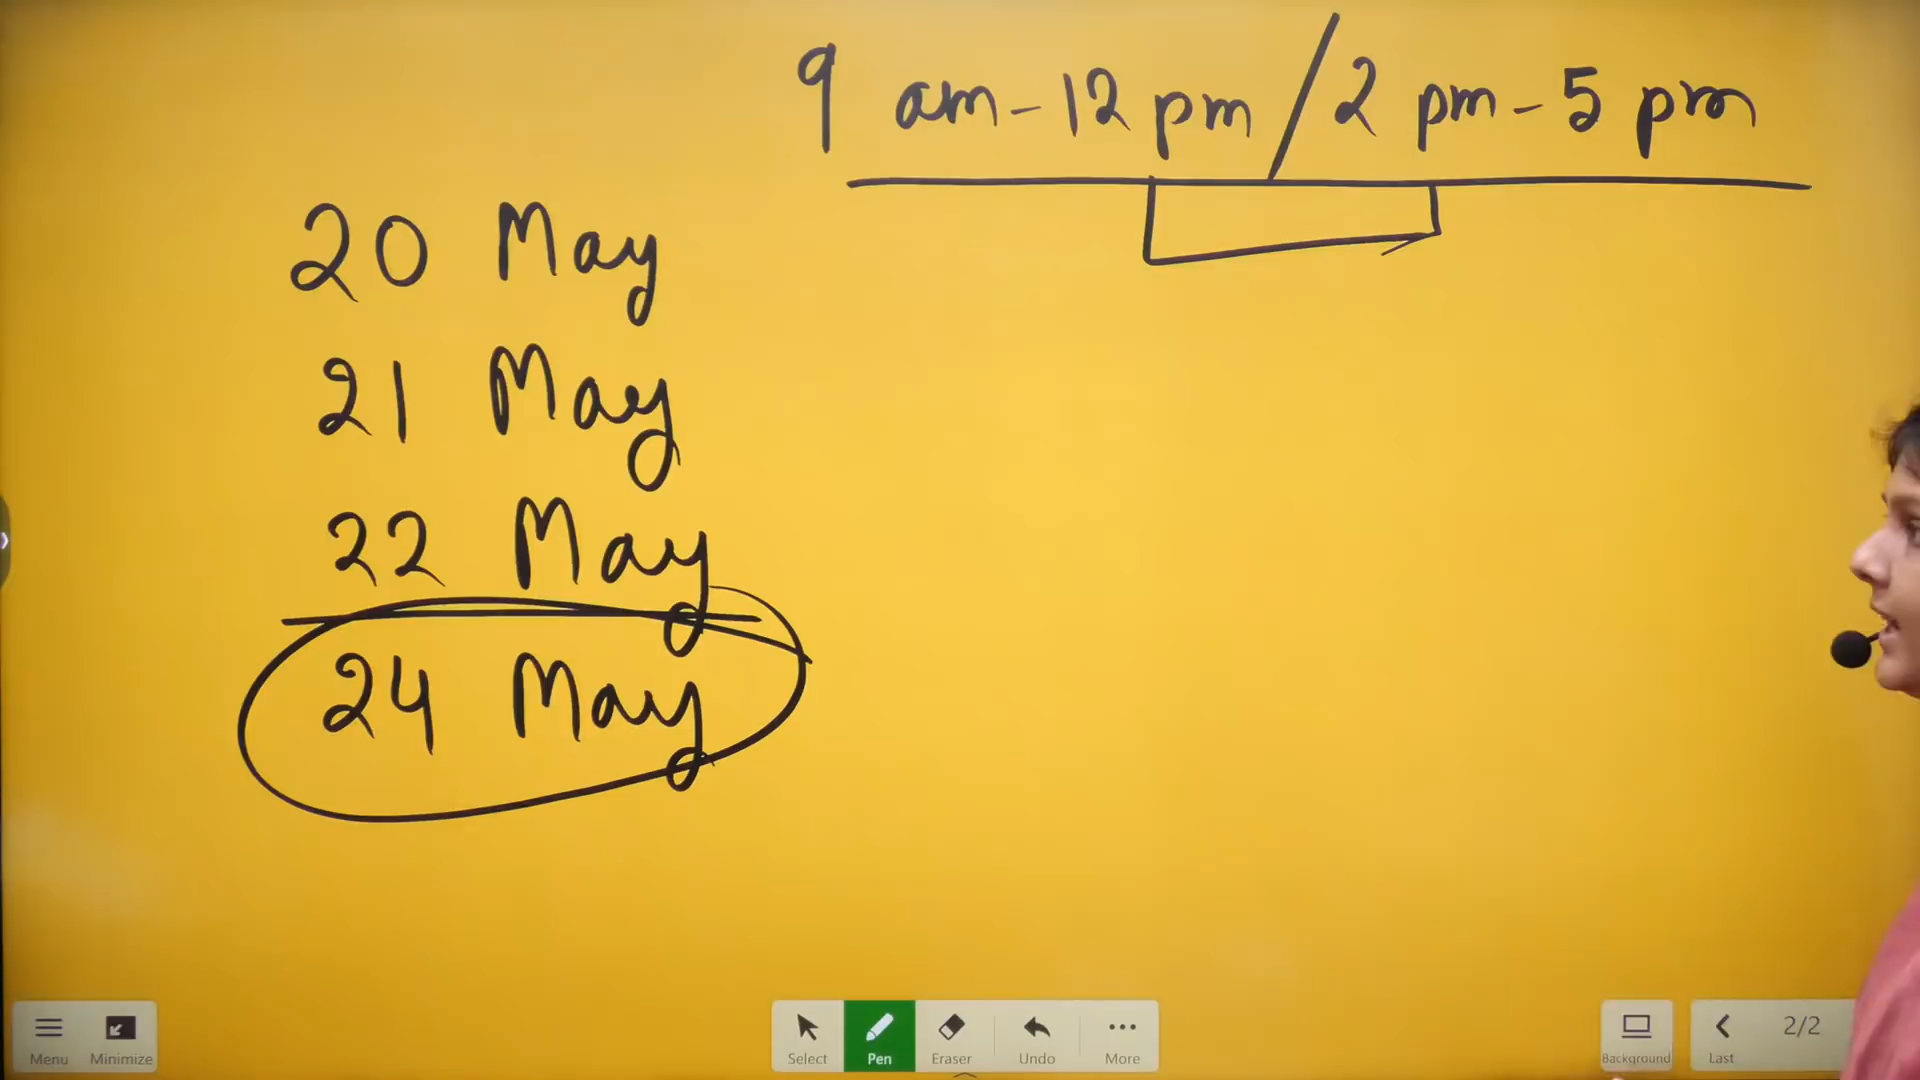 9 am - 12 pm / 2 pm - 5 pm
20 May
21 May
22 May
24 May
Menu
Minimize
Select
Pen
Eraser
Undo
More
Background
Last
2/2